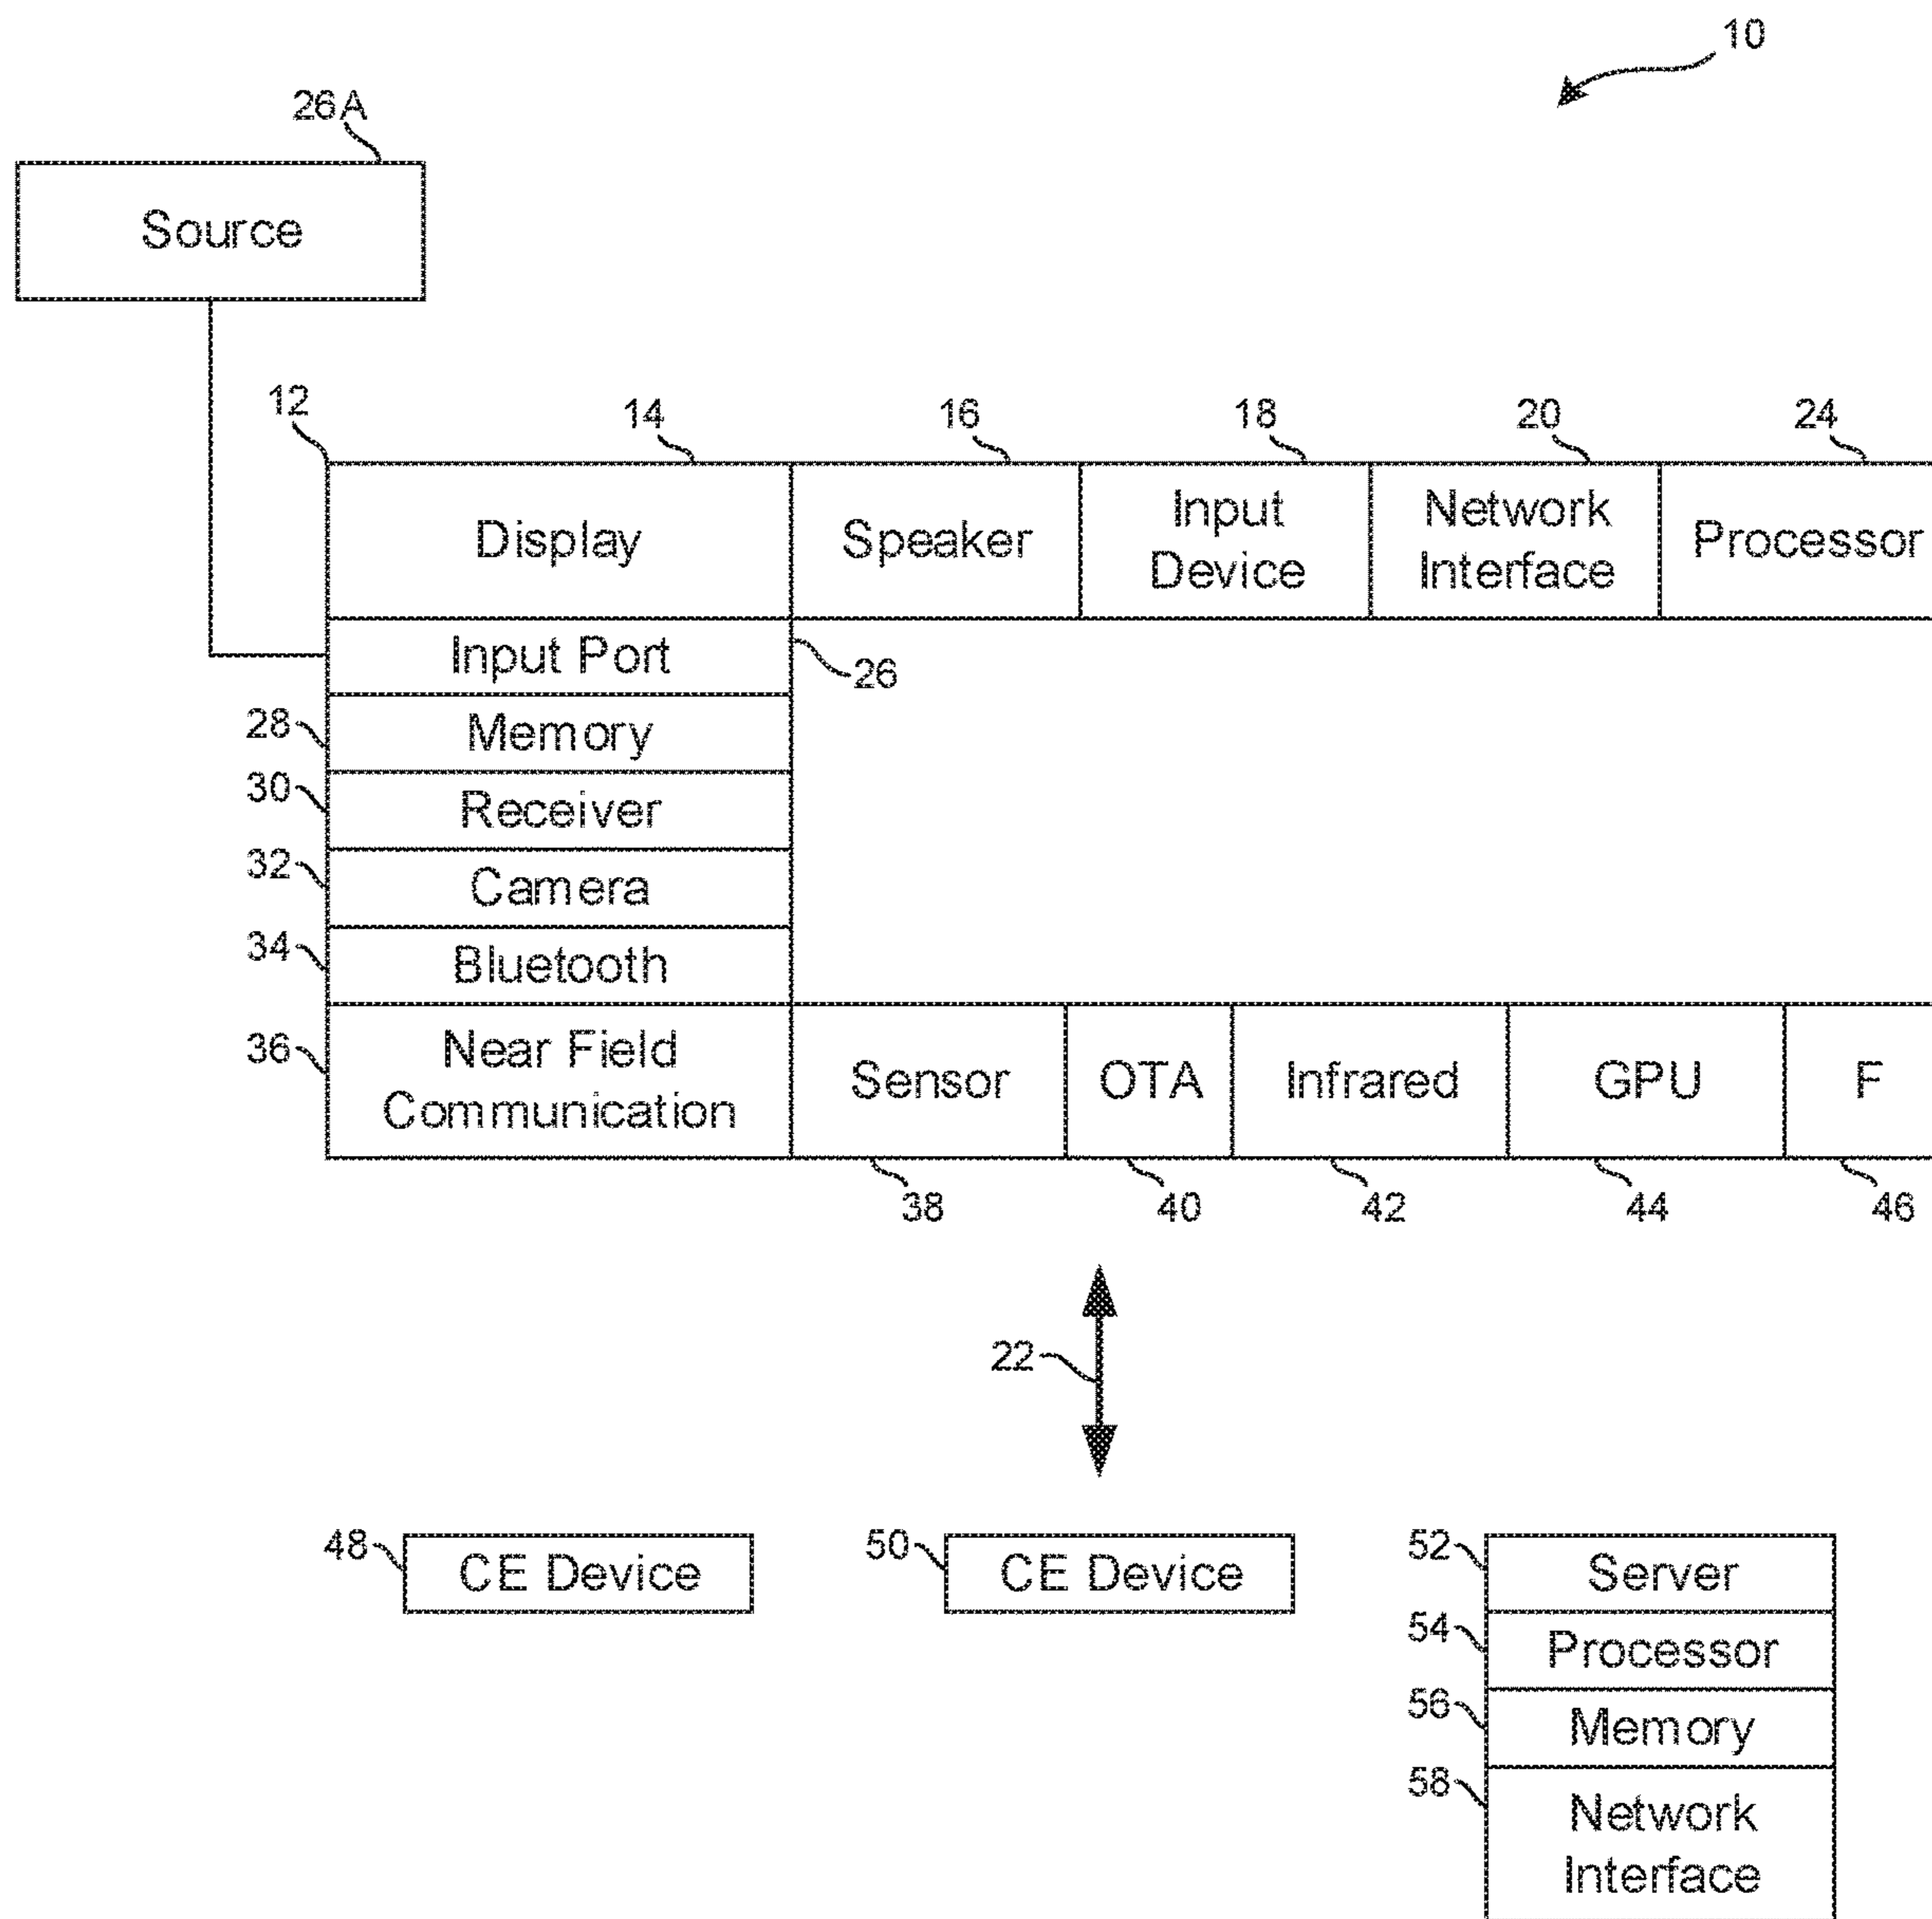 10
26A
Source
12
14
16
18
20
24
Display
Speaker
Input
Device
Network
Interface
Processor
Input Port
26
28
Memory
30
Receiver
32
Camera
34
Bluetooth
36
Near Field
Communication
Sensor
OTA
Infrared
GPU
F
38
40
42
44
46
22
48
CE Device
50
CE Device
52
Server
54
Processor
56
Memory
58
Network
Interface